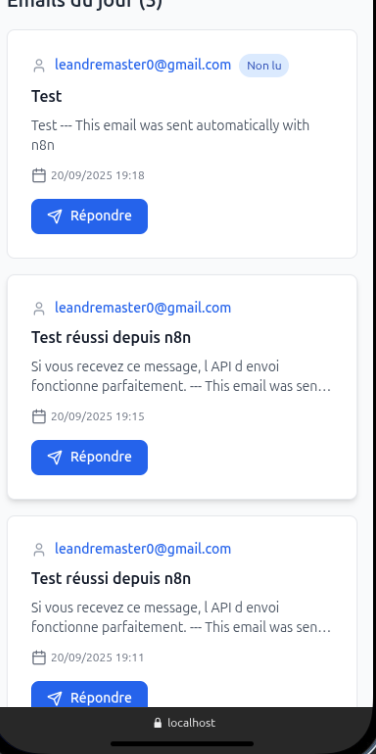 Emails du jour (5)
leandremaster0@gmail.com Non lu
Test
Test --- This email was sent automatically with
n8n
20/09/2025 19:18
Répondre
leandremaster0@gmail.com
Test réussi depuis n8n
Si vous recevez ce message, l API d envoi
fonctionne parfaitement. --- This email was sen...
20/09/2025 19:15
Répondre
leandremaster0@gmail.com
Test réussi depuis n8n
Si vous recevez ce message, l API d envoi
fonctionne parfaitement. --- This email was sen...
20/09/2025 19:11
Répondre
localhost